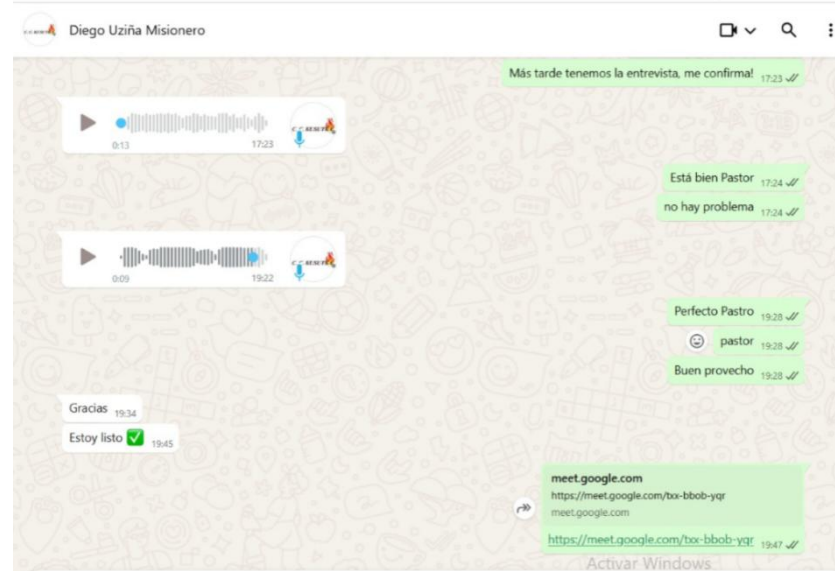 Diego Uziña Misionero
Más tarde tenemos la entrevista, me confirma! 17:23
0:13 17:23
Está bien Pastor 17:24
no hay problema 17:24
0:09 19:22
Perfecto Pastro 19:28
pastor 19:28
Buen provecho 19:28
Gracias 19:34
Estoy listo ✅ 19:45
meet.google.com
https://meet.google.com/txx-bbob-yqr
meet.google.com
https://meet.google.com/txx-bbob-yqr 19:47
Activar Windows